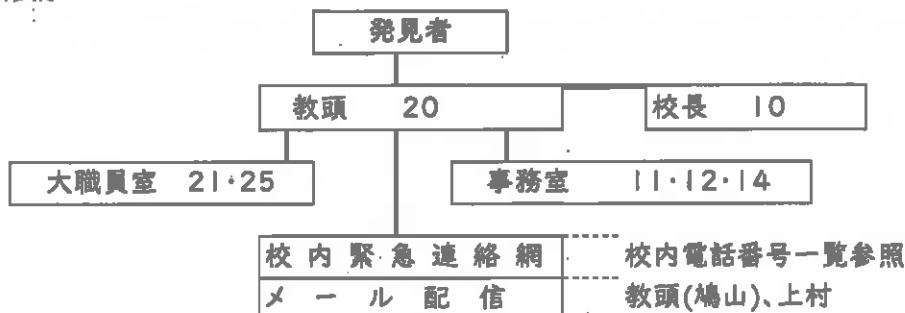 発見者
教頭 20
校長 10
大職員室 21・25
事務室 11・12・14
校内緊急連絡網
校内電話番号一覧参照
メール配信
教頭(鳩山)、上村